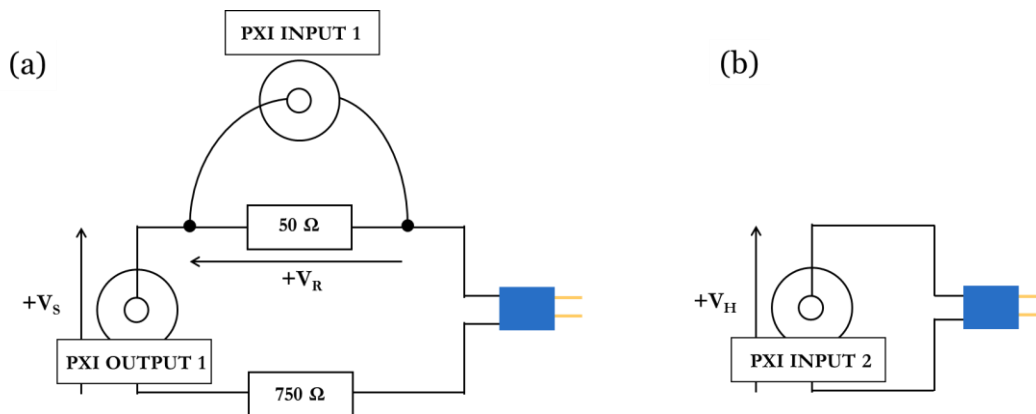 (a)
PXI INPUT 1
50 Ω
+V_R
+V_S
PXI OUTPUT 1
750 Ω
(b)
+V_H
PXI INPUT 2